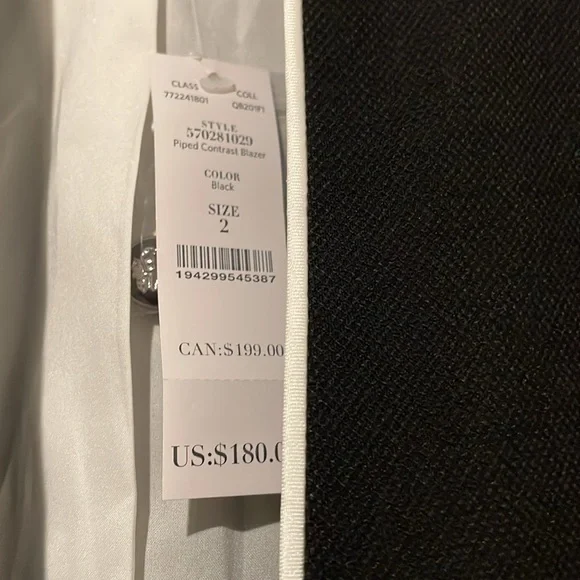 CLASS COLL
772241801 QR201F1
STYLE
570281029
Piped Contrast Blazer
COLOR
Black
SIZE
2
194299545387
CAN:$199.00
US:$180.0